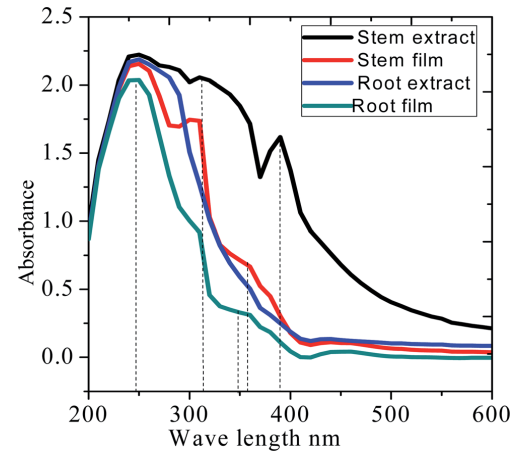 Stem extract
Stem film
Root extract
Root film
2.5
2.0
1.5
1.0
0.5
0.0
Absorbance
200 300 400 500 600
Wave length nm